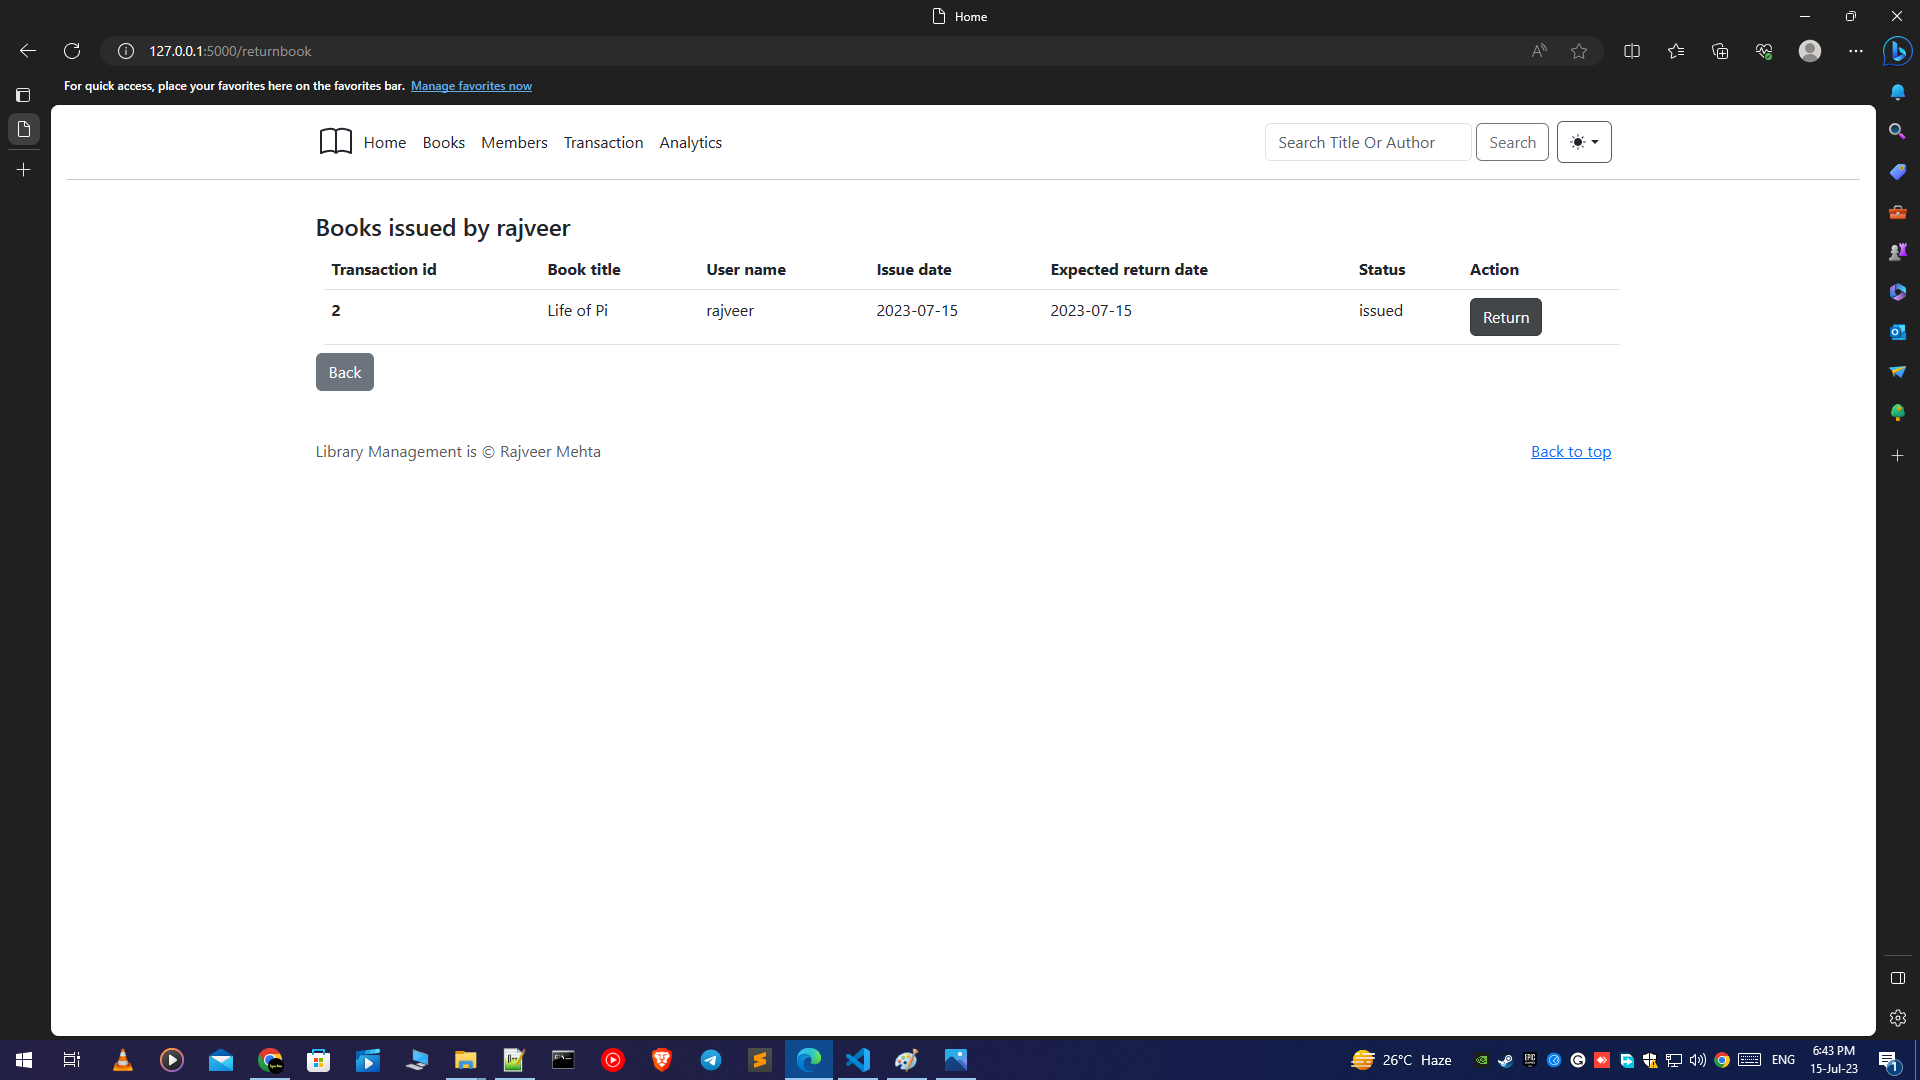 Home
127.0.0.1:5000/returnbook
For quick access, place your favorites here on the favorites bar. Manage favorites now
Home Books Members Transaction Analytics Search Title Or Author Search
Books issued by rajveer
Transaction id Book title User name Issue date Expected return date Status Action
2 Life of Pi rajveer 2023-07-15 2023-07-15 issued Return
Back
Library Management is © Rajveer Mehta Back to top
26°C Haze ENG 6:43 PM
15-Jul-23
1